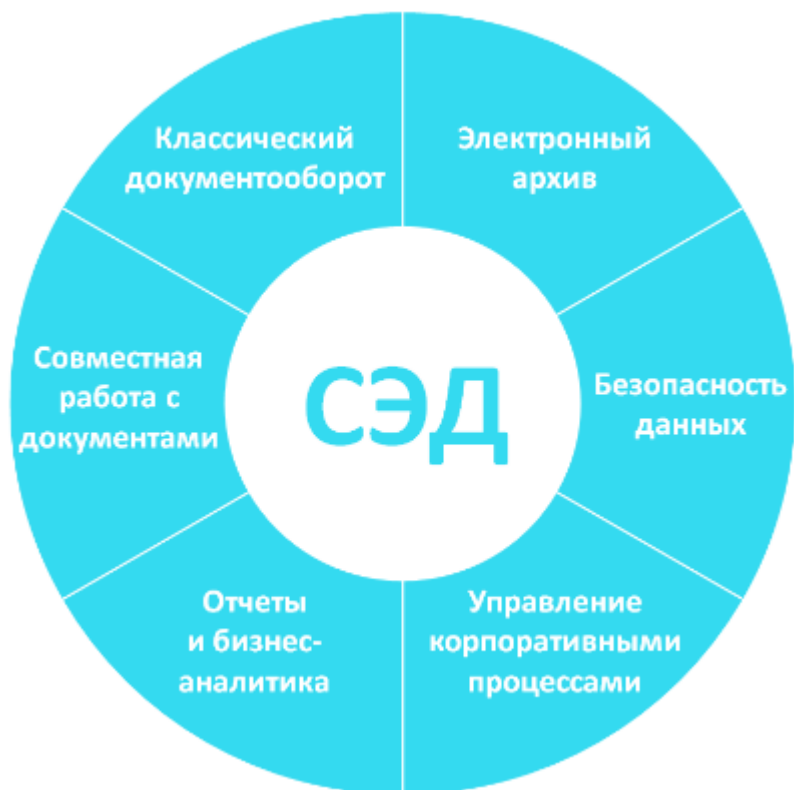 Классический
документооборот
Электронный
архив
Совместная
работа с
документами
СЭД
Безопасность
данных
Отчеты
и бизнес-
аналитика
Управление
корпоративными
процессами